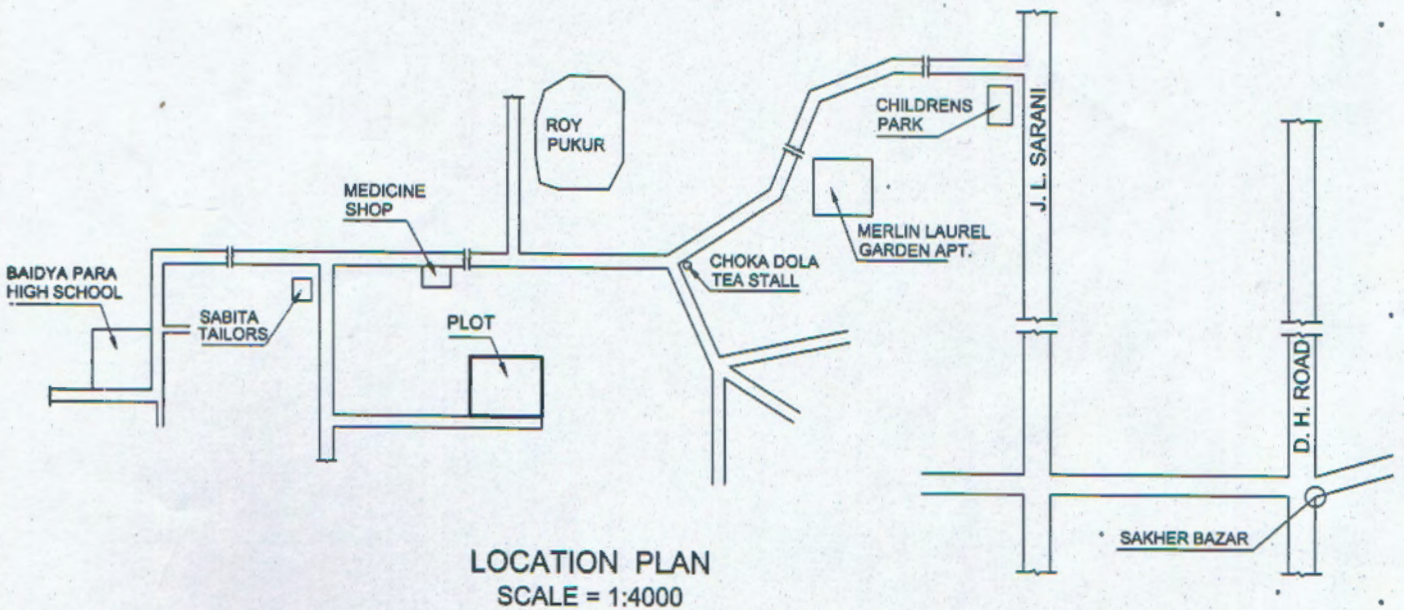 CHILDRENS
PARK
ROY
PUKUR
J. L. SARANI
MEDICINE
SHOP
MERLIN LAUREL
GARDEN APT.
BAIDYA PARA
HIGH SCHOOL
CHOKA DOLA
TEA STALL
SABITA
TAILORS
PLOT
D. H. ROAD
SAKHER BAZAR
LOCATION PLAN
SCALE = 1:4000